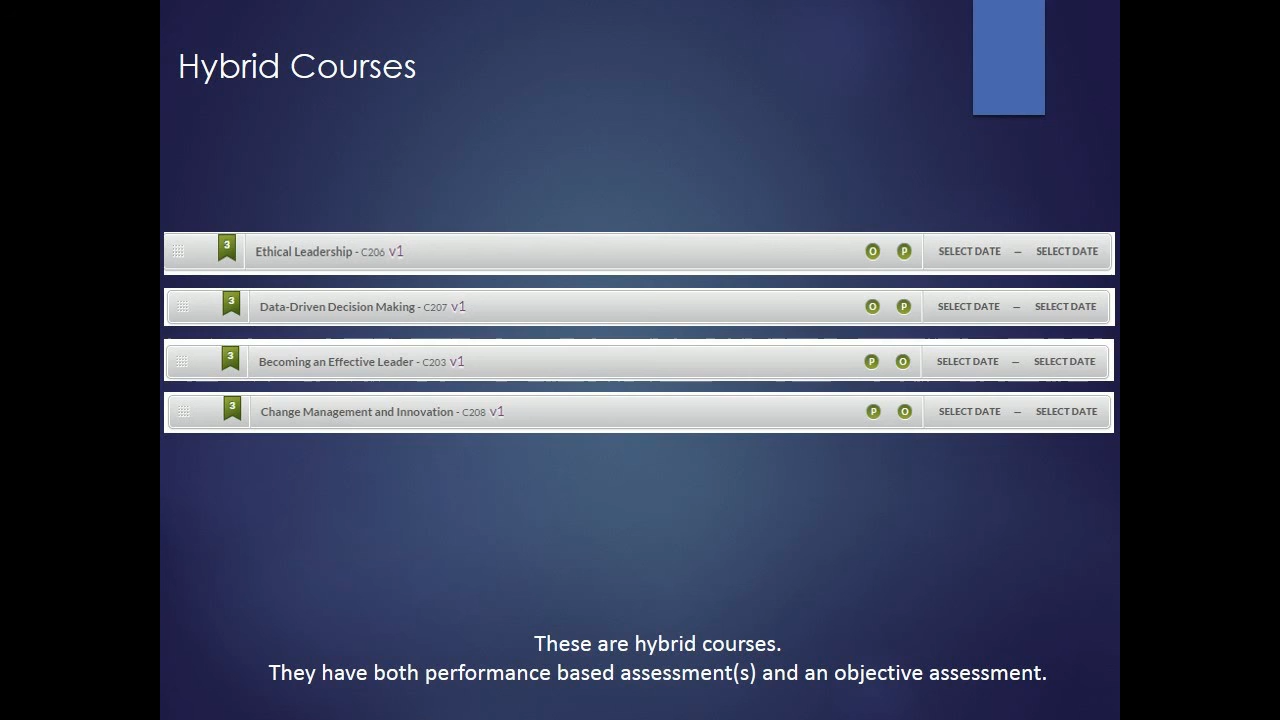 Hybrid Courses
3 Ethical Leadership - C206 v1 O P SELECT DATE – SELECT DATE
3 Data-Driven Decision Making - C207 v1 O P SELECT DATE – SELECT DATE
3 Becoming an Effective Leader - C203 v1 P O SELECT DATE – SELECT DATE
3 Change Management and Innovation - C208 v1 P O SELECT DATE – SELECT DATE
These are hybrid courses.
They have both performance based assessment(s) and an objective assessment.